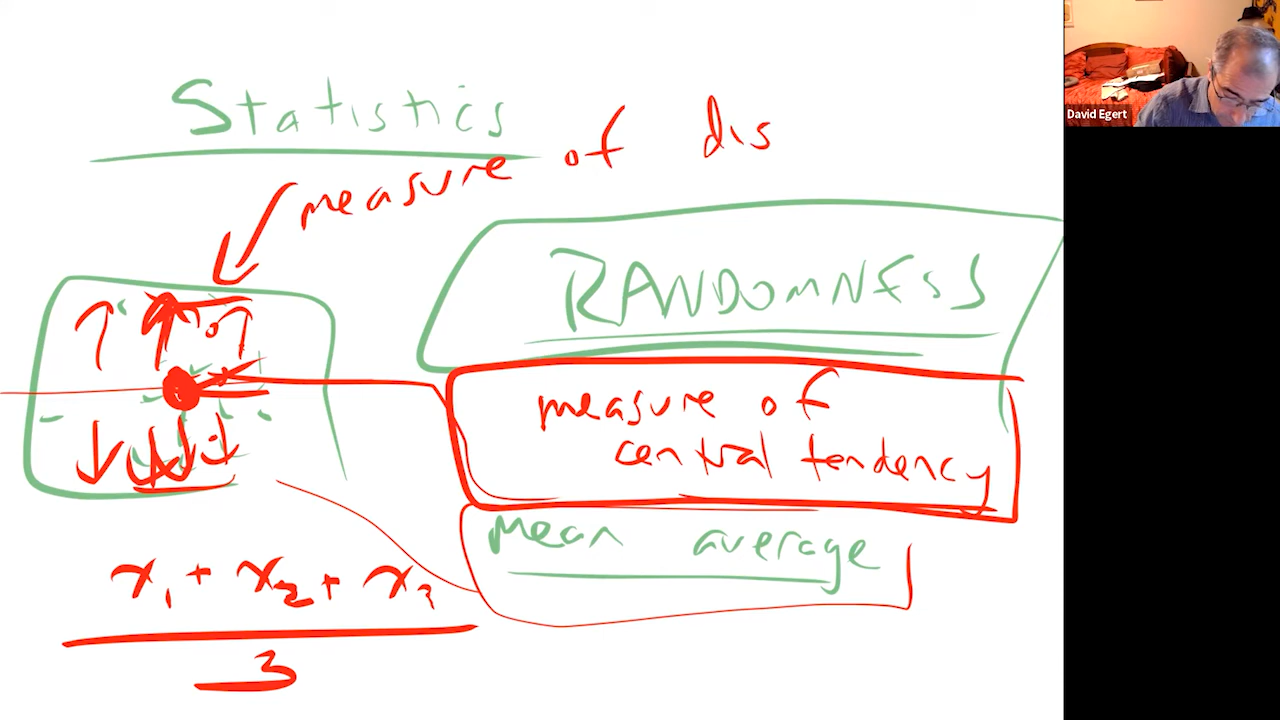 Statistics
measure of dis
RANDOMNESS
measure of
central tendency
mean average
x₁ + x₂ + x₃
3
David Egert